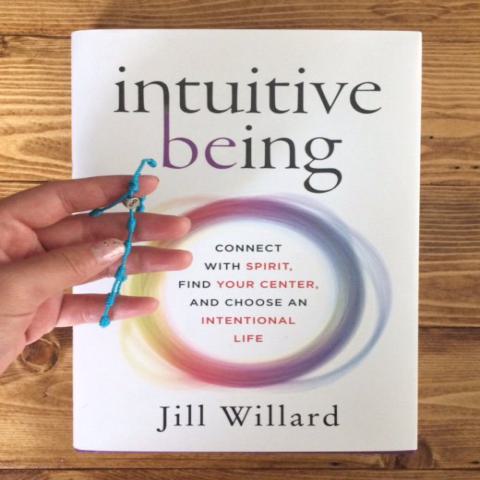 intuitive
being
CONNECT
WITH SPIRIT,
FIND YOUR CENTER,
AND CHOOSE AN
INTENTIONAL
LIFE
Jill Willard